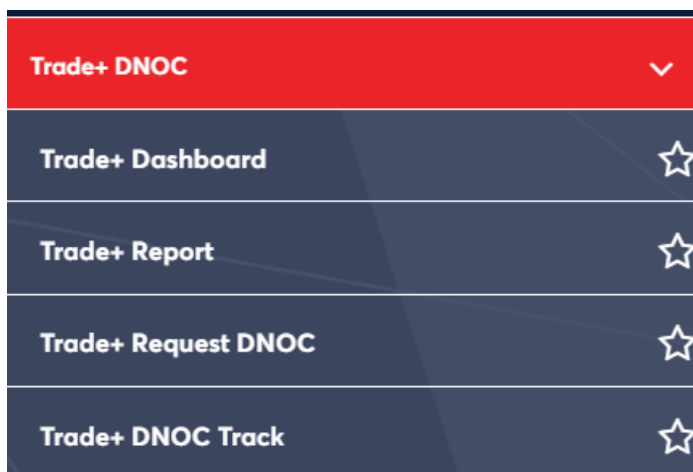 Trade+ DNOC
Trade+ Dashboard
Trade+ Report
Trade+ Request DNOC
Trade+ DNOC Track